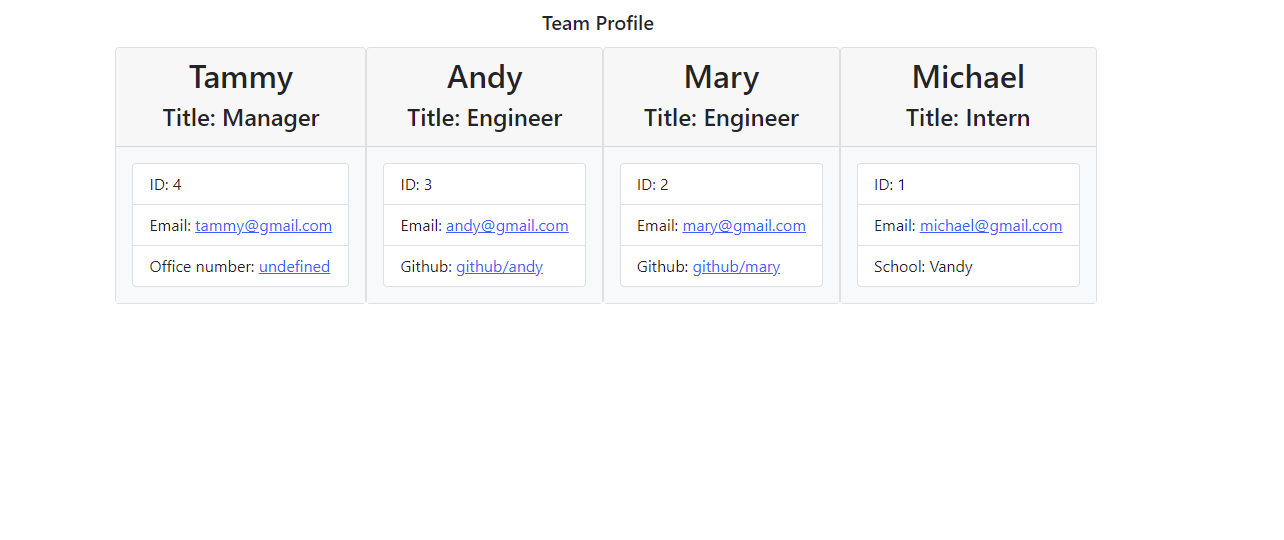 Team Profile
Tammy
Title: Manager
ID: 4
Email: tammy@gmail.com
Office number: undefined
Andy
Title: Engineer
ID: 3
Email: andy@gmail.com
Github: github/andy
Mary
Title: Engineer
ID: 2
Email: mary@gmail.com
Github: github/mary
Michael
Title: Intern
ID: 1
Email: michael@gmail.com
School: Vandy